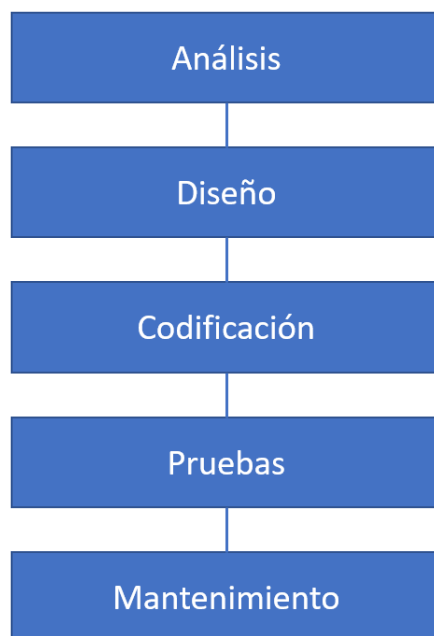 Análisis
Diseño
Codificación
Pruebas
Mantenimiento